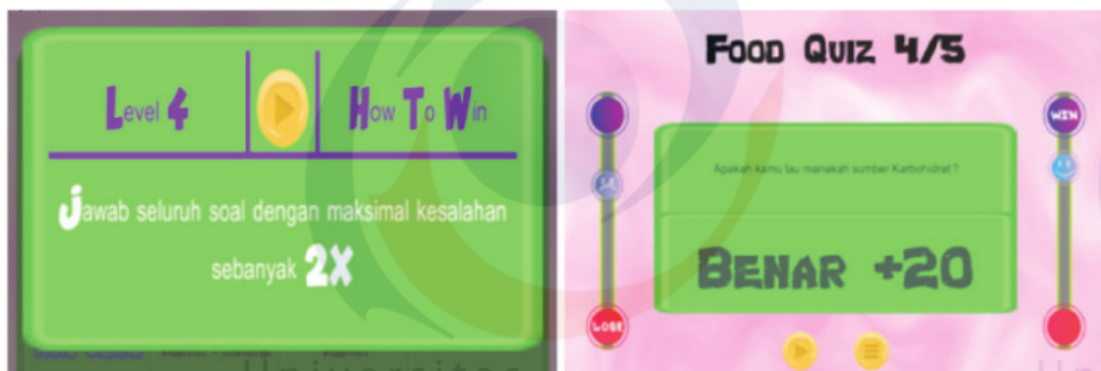 Level 4
How To Win
Jawab seluruh soal dengan maksimal kesalahan
sebanyak 2X
Food Quiz 4/5
WIN
Apakah kamu tau manakah sumber Karbohidrat?
BENAR +20
LOSE